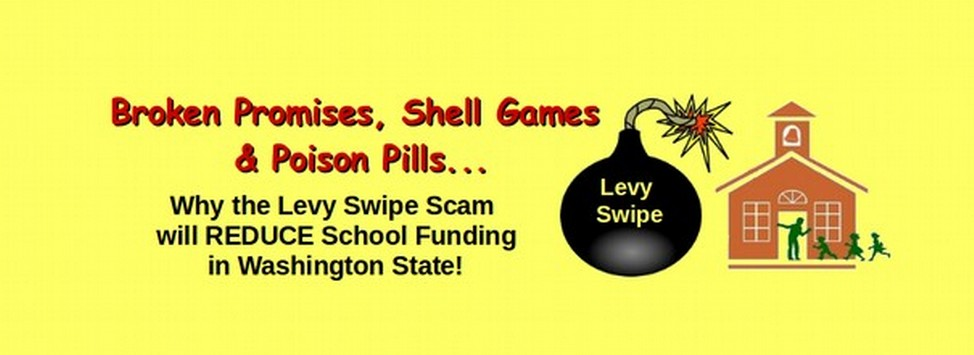 Broken Promises, Shell Games
& Poison Pills...
Why the Levy Swipe Scam
will REDUCE School Funding
in Washington State!
Levy
Swipe